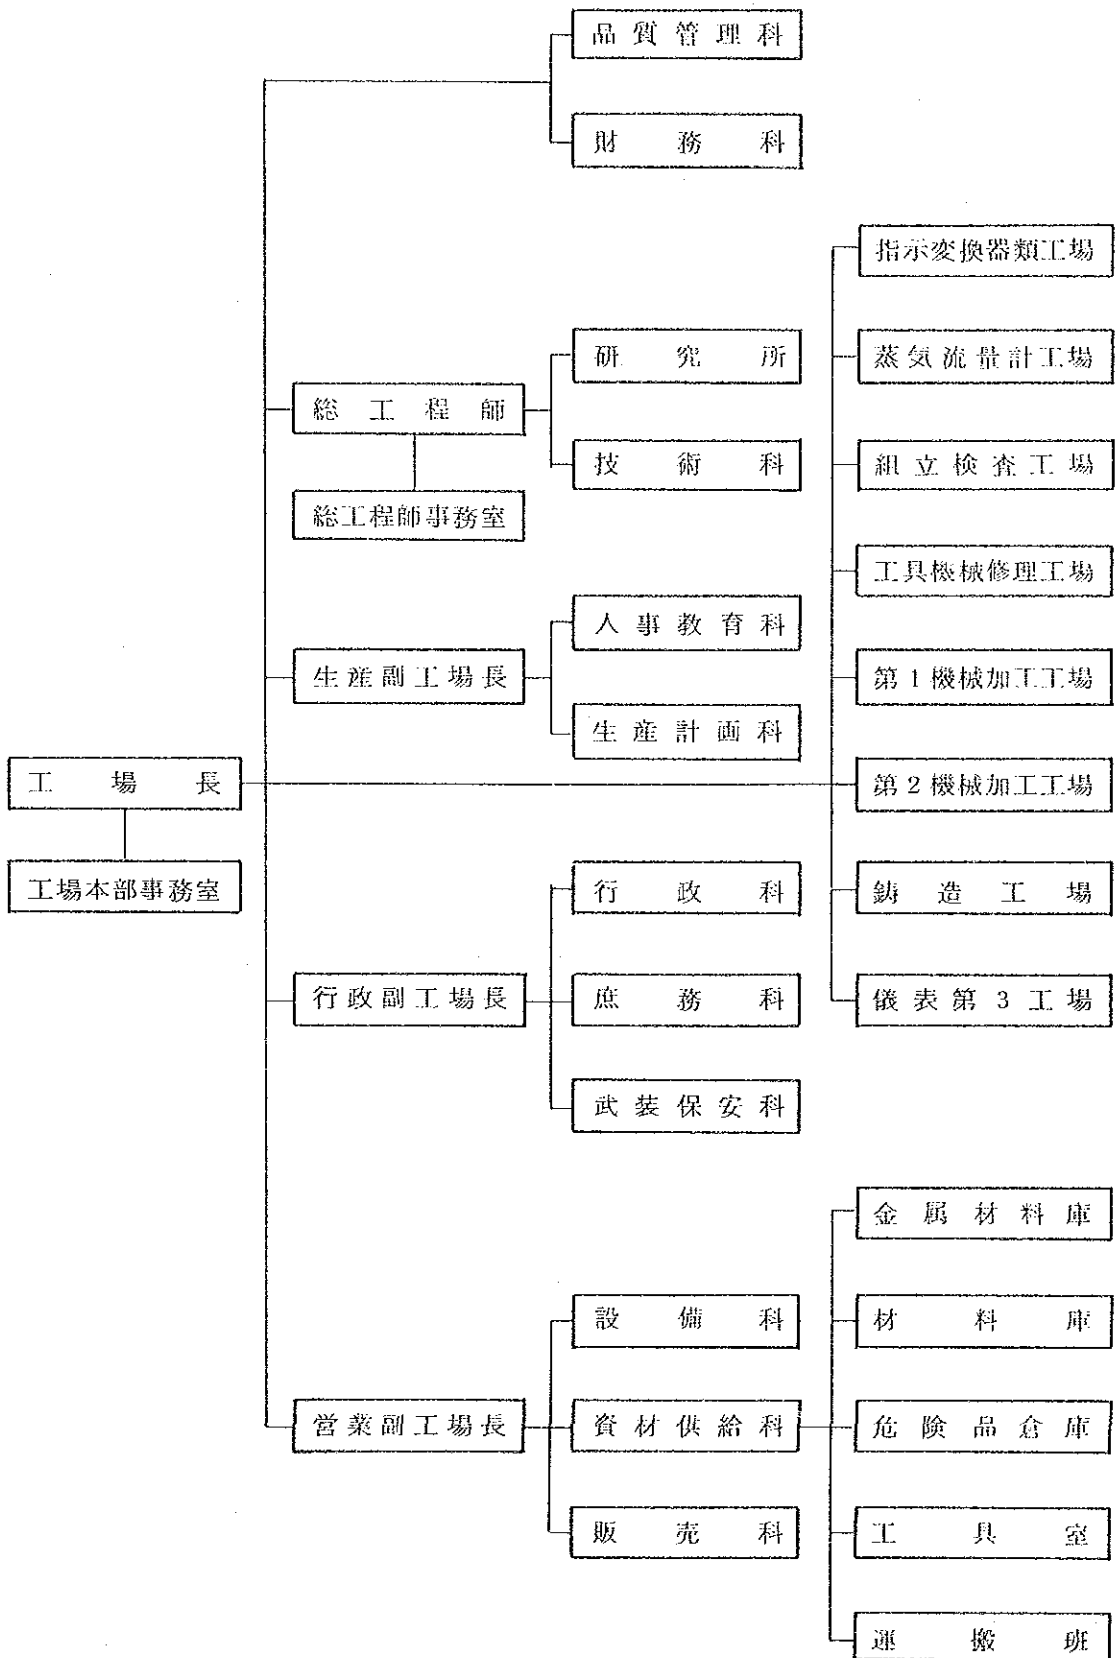 品質管理科
財務科
指示変換器類工場
蒸気流量計工場
組立検査工場
工具機械修理工場
第1機械加工工場
第2機械加工工場
鋳造工場
儀表第3工場
研究所
技術科
総工程師
総工程師事務室
人事教育科
生産計画科
生産副工場長
工場長
工場本部事務室
行政科
庶務科
武装保安科
行政副工場長
設備科
資材供給科
販売科
営業副工場長
金属材料庫
材料庫
危険品倉庫
工具室
運搬班